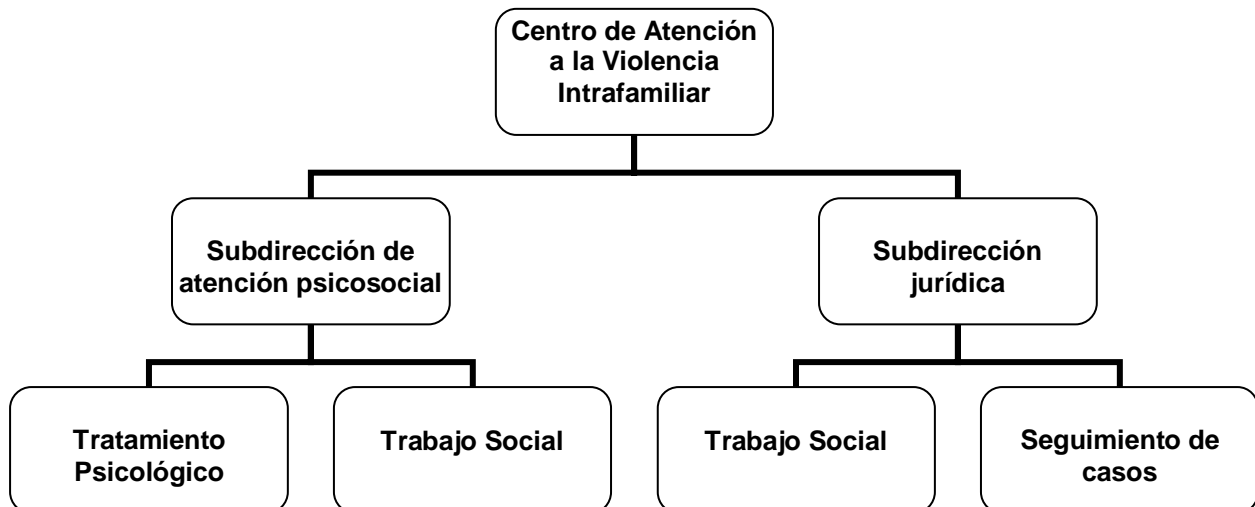 Centro de Atención
a la Violencia
Intrafamiliar
Subdirección de
atención psicosocial
Subdirección
jurídica
Tratamiento
Psicológico
Trabajo Social
Trabajo Social
Seguimiento de
casos